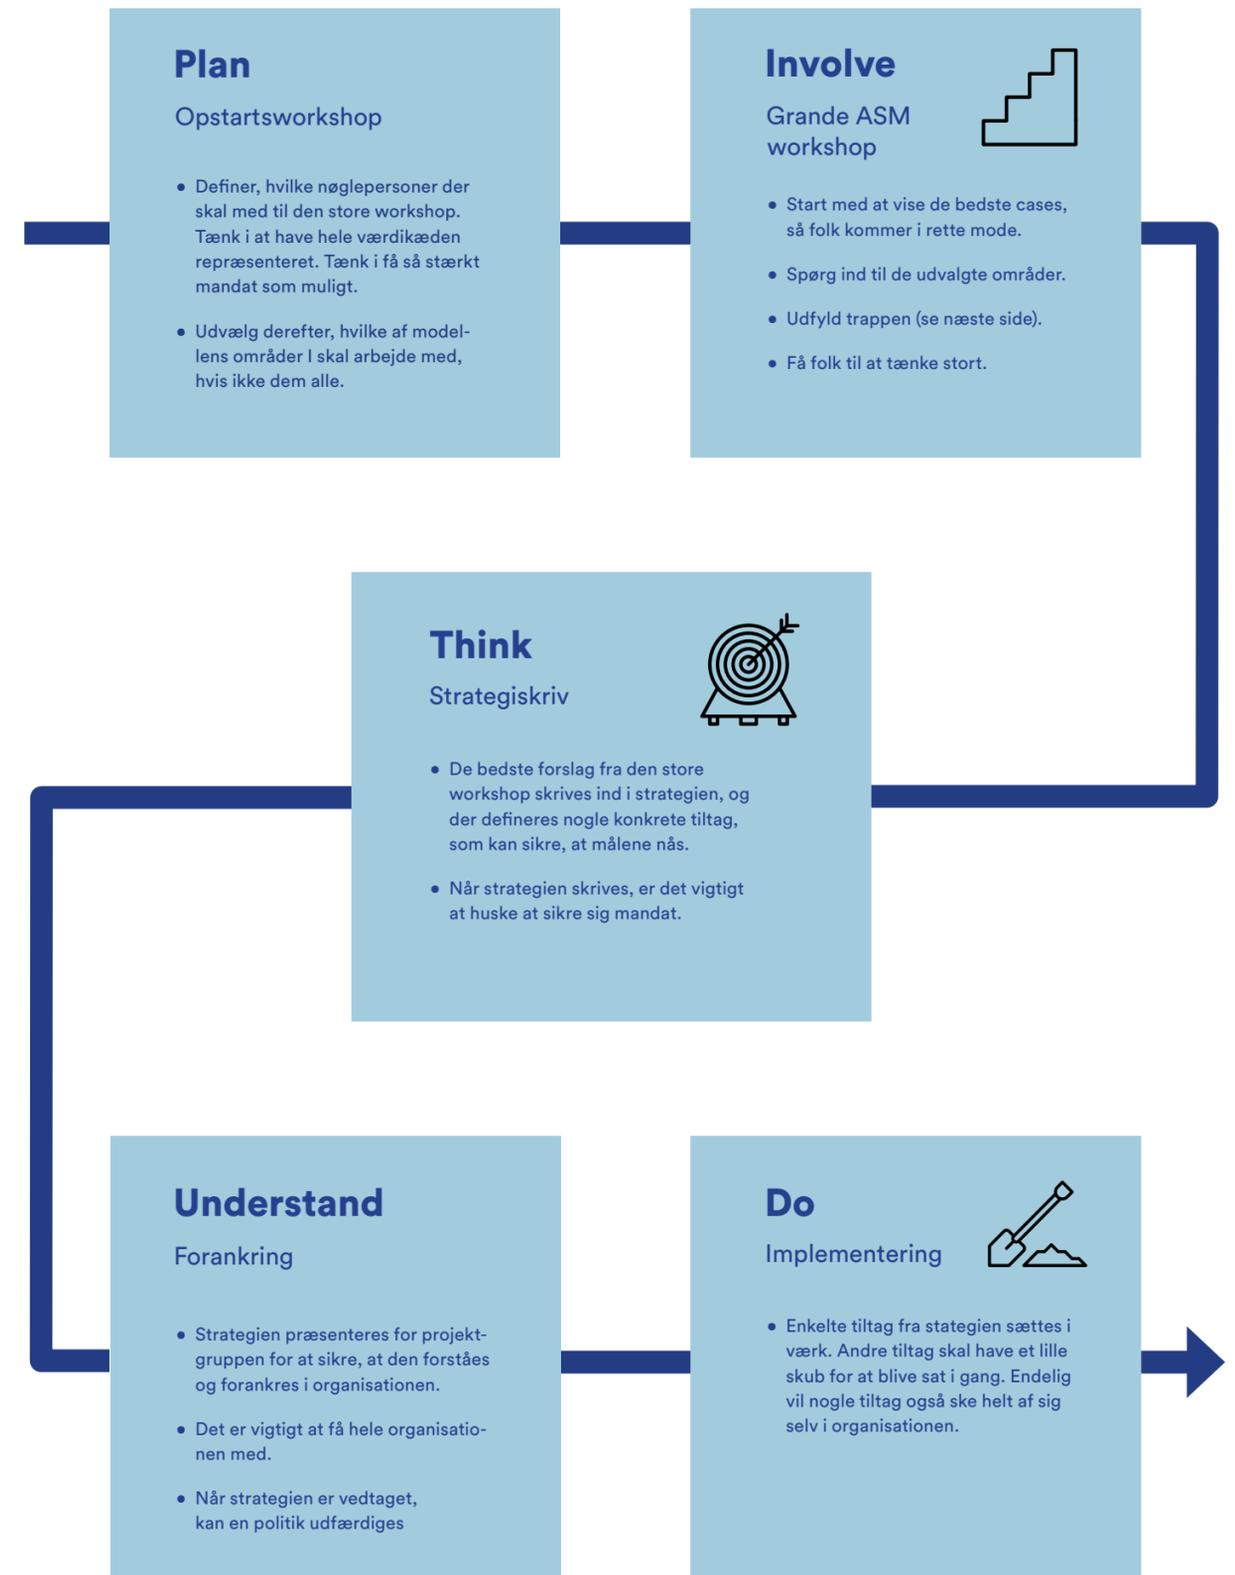 Plan
Opstartsworkshop
• Definer, hvilke nøglepersoner der
skal med til den store workshop.
Tænk i at have hele værdikæden
repræsenteret. Tænk i få så stærkt
mandat som muligt.
• Udvælg derefter, hvilke af model-
lens områder I skal arbejde med,
hvis ikke dem alle.
Involve
Grande ASM
workshop
• Start med at vise de bedste cases,
så folk kommer i rette mode.
• Spørg ind til de udvalgte områder.
• Udfyld trappen (se næste side).
• Få folk til at tænke stort.
Think
Strategiskriv
• De bedste forslag fra den store
workshop skrives ind i strategien, og
der defineres nogle konkrete tiltag,
som kan sikre, at målene nås.
• Når strategien skrives, er det vigtigt
at huske at sikre sig mandat.
Understand
Forankring
• Strategien præsenteres for projekt-
gruppen for at sikre, at den forståes
og forankres i organisationen.
• Det er vigtigt at få hele organisatio-
nen med.
• Når strategien er vedtaget,
kan en politik udfærdiges
Do
Implementering
• Enkelte tiltag fra stategien sættes i
værk. Andre tiltag skal have et lille
skub for at blive sat i gang. Endelig
vil nogle tiltag også ske helt af sig
selv i organisationen.